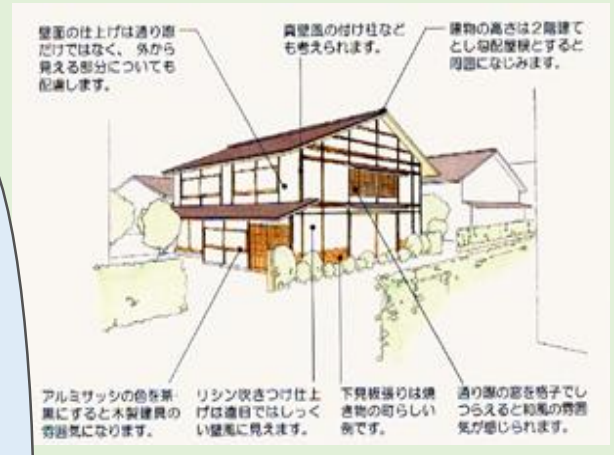 壁面の仕上げは通り際
だけではなく、外から
見える部分についても
配慮します。
真壁風の付け柱など
も考えられます。
建物の高さは2階建て
とし勾配屋根とすると
周囲になじみます。
アルミサッシの色を茶・
黒にすると木製建具の
雰囲気になります。
リシン吹きつけ仕上
げは遠目ではしっく
い壁風に見えます。
下見板張りは焼
き物の町らしい
例です。
通り際の窓を格子でし
つらえると和風の雰囲
気が感じられます。